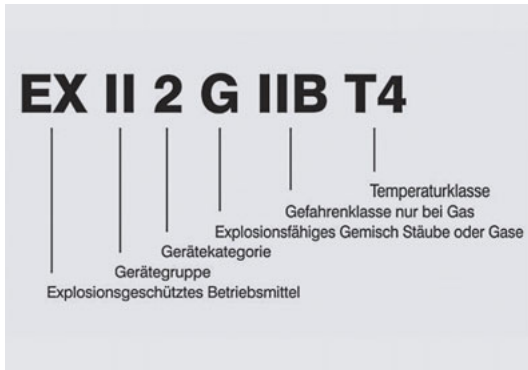 EX II 2 G IIB T4
Temperaturklasse
Gefahrenklasse nur bei Gas
Explosionsfähiges Gemisch Stäube oder Gase
Gerätekategorie
Gerätegruppe
Explosionsgeschütztes Betriebsmittel